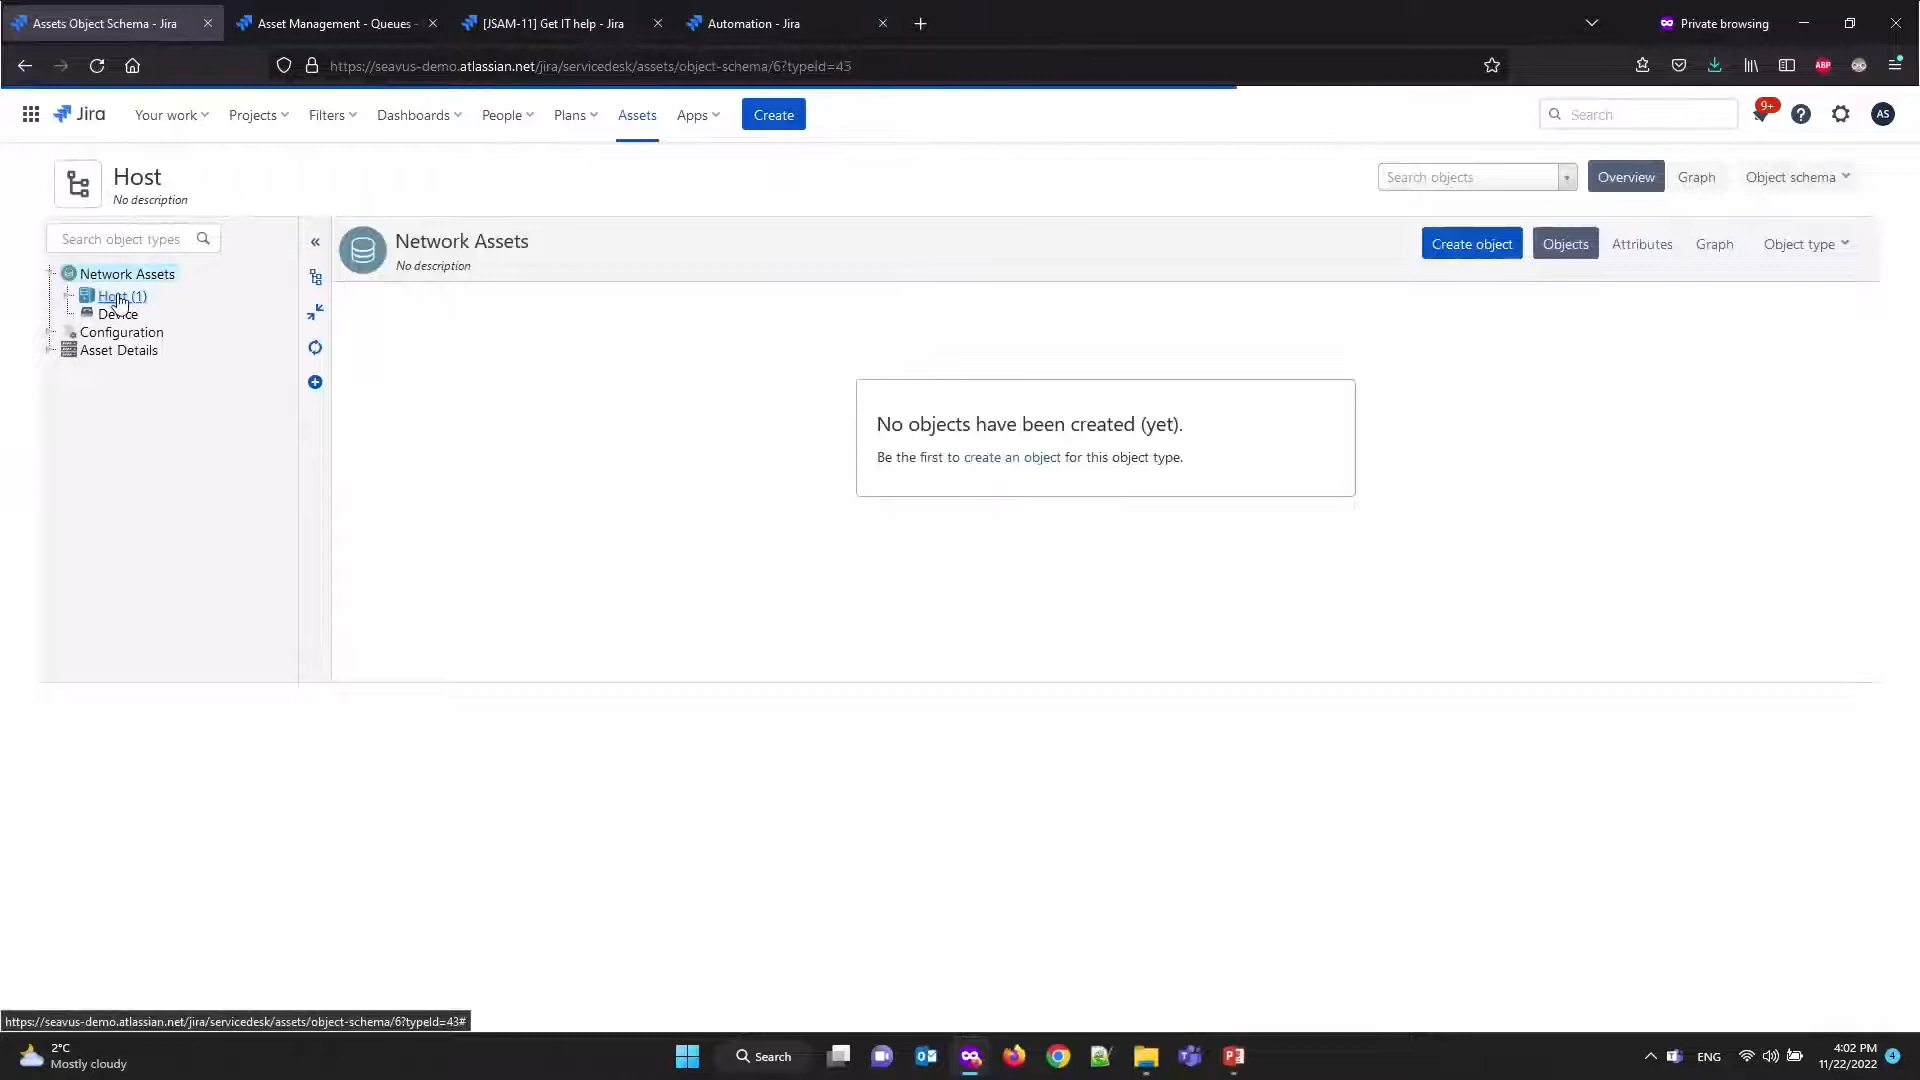 Assets Object Schema - Jira
Asset Management - Queues -
[JSAM-11] Get IT help - Jira
Automation - Jira
Private browsing
https://seavus-demo.atlassian.net/jira/servicedesk/assets/object-schema/6?typeId=43
ABP
Jira
Your work
Projects
Filters
Dashboards
People
Plans
Assets
Apps
Create
Search
9+
AS
Host
No description
Search objects
Overview
Graph
Object schema
Search object types
Network Assets
No description
Create object
Objects
Attributes
Graph
Object type
Network Assets
Host (1)
Device
Configuration
Asset Details
No objects have been created (yet).
Be the first to create an object for this object type.
https://seavus-demo.atlassian.net/jira/servicedesk/assets/object-schema/6?typeId=43#
2°C
Mostly cloudy
Search
ENG
4:02 PM
11/22/2022
4